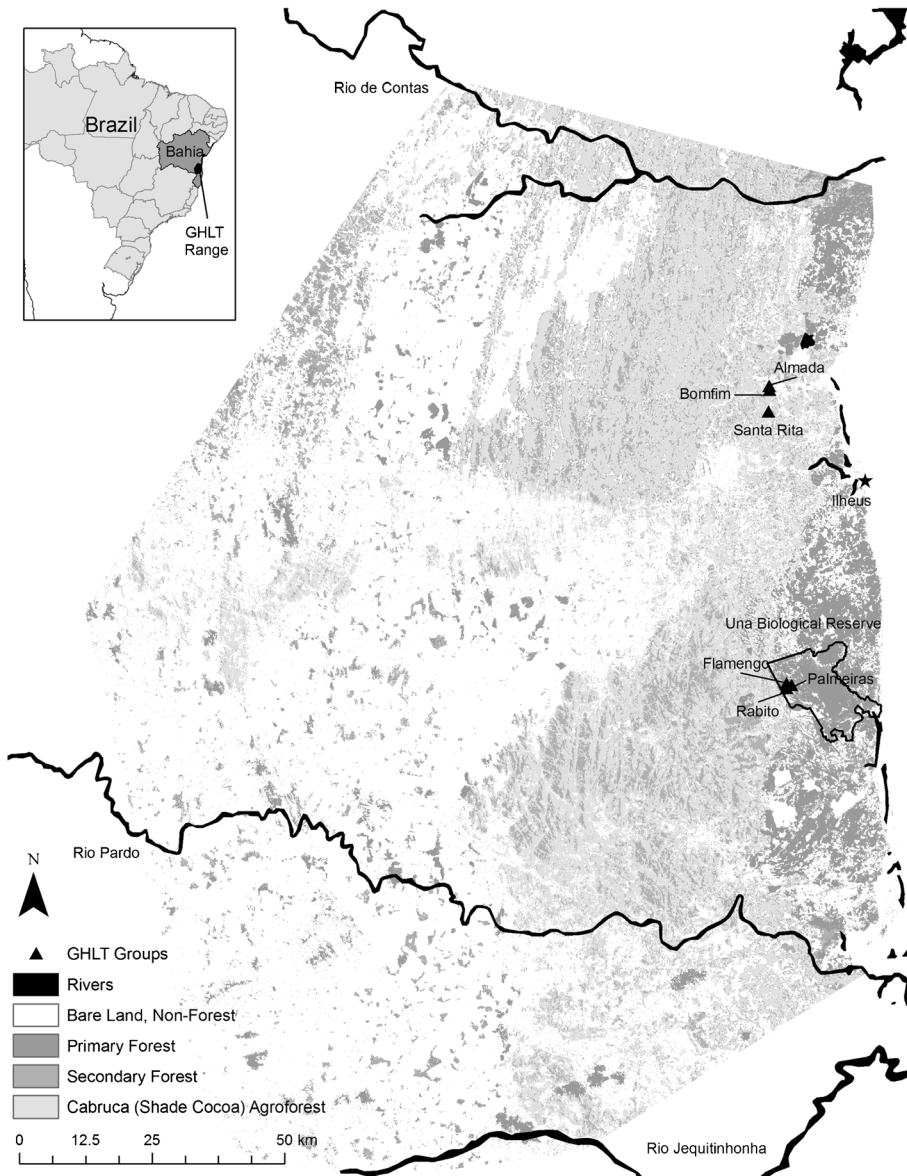 Brazil
Bahia
GHLT
Range
Rio de Contas
Almada
Bomfim
Santa Rita
Ilheus
Una Biological Reserve
Flamengo
Palmeiras
Rabito
Rio Pardo
N
GHLT Groups
Rivers
Bare Land, Non-Forest
Primary Forest
Secondary Forest
Cabruca (Shade Cocoa) Agroforest
0 12.5 25 50 km
Rio Jequitinhonha